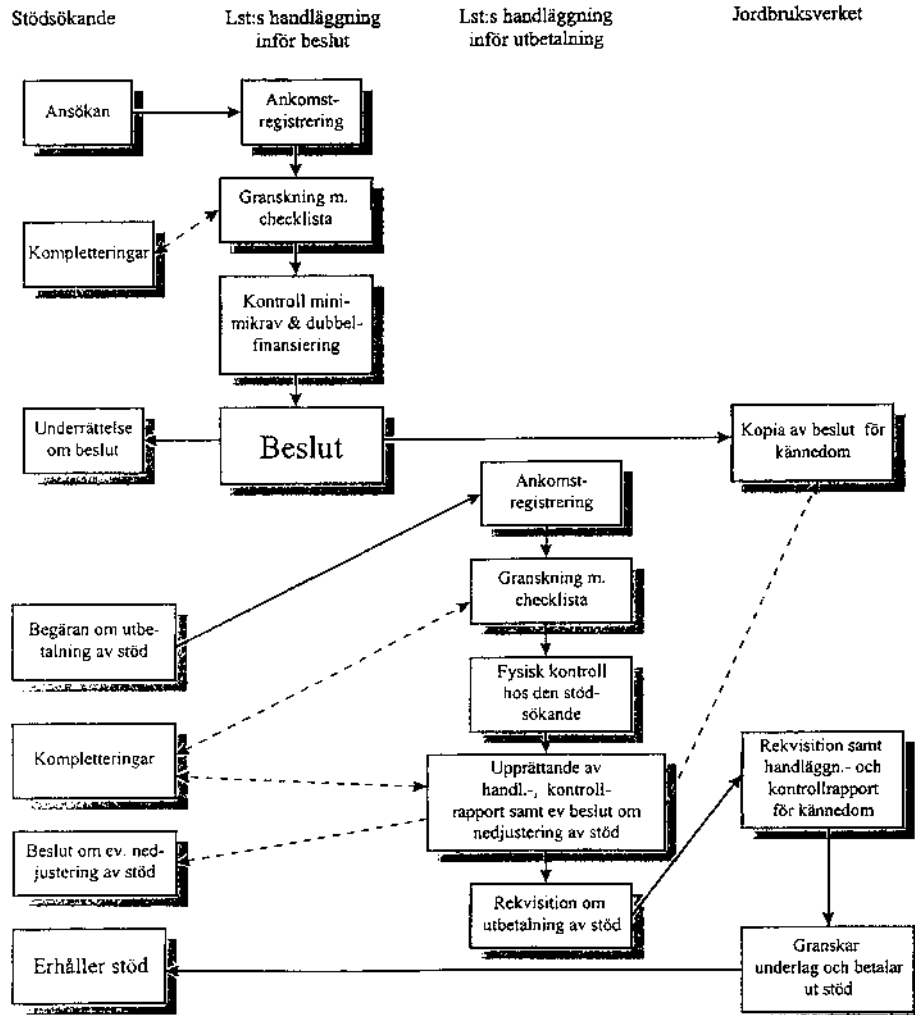 Stödsökande
Lst:s handläggning
inför beslut
Lst:s handläggning
inför utbetalning
Jordbruksverket
Ansökan
Ankomst-
registrering
Granskning m.
checklista
Kompletteringar
Kontroll mini-
mikrav & dubbel-
finansiering
Underrättelse
om beslut
Beslut
Kopia av beslut för
kännedom
Ankomst-
registrering
Granskning m.
checklista
Begäran om utbe-
talning av stöd
Fysisk kontroll
hos den stöd-
sökande
Kompletteringar
Upprättande av
handl.-, kontroll-
rapport samt ev beslut om
nedjustering av stöd
Rekvisition samt
handläggn.- och
kontrollrapport
för kännedom
Beslut om ev. ned-
justering av stöd
Rekvisition om
utbetalning av stöd
Erhåller stöd
Granskar
underlag och betalar
ut stöd